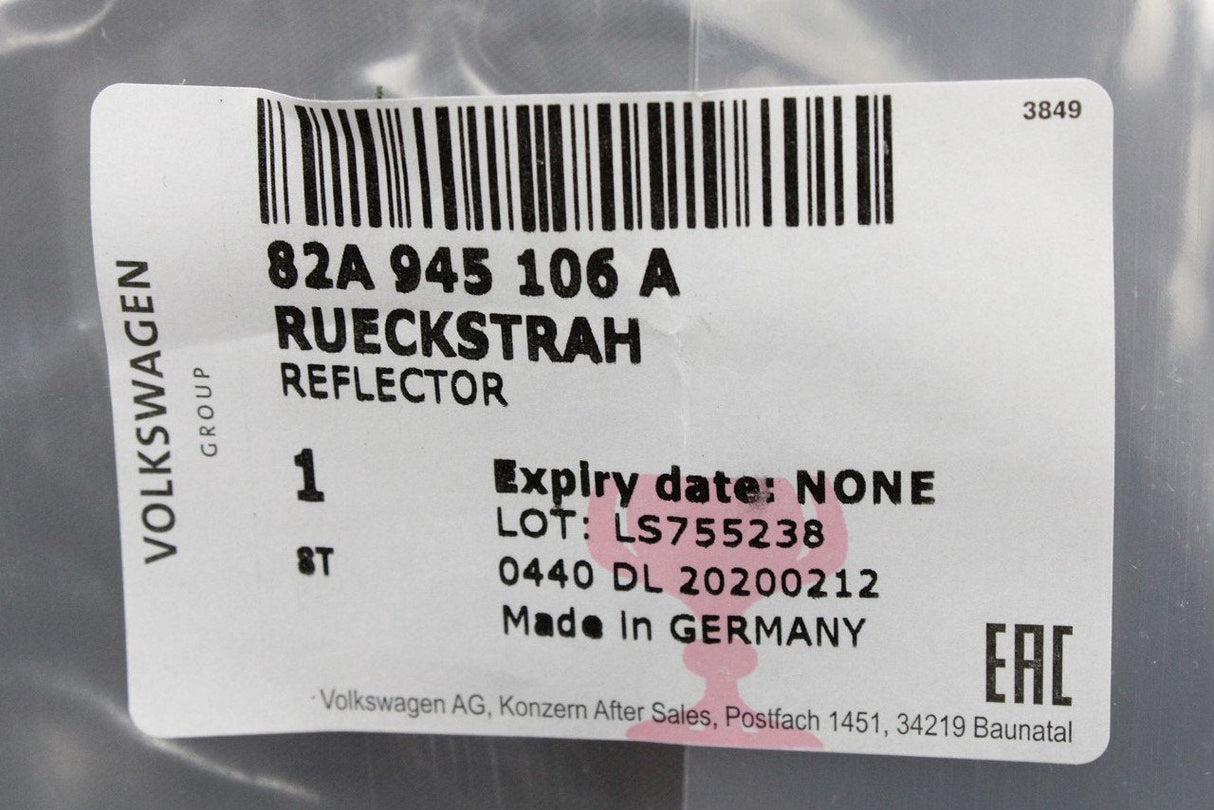 3849
82A 945 106 A
RUECKSTRAH
REFLECTOR
VOLKSWAGEN
GROUP
1
ST
Expiry date: NONE
LOT: LS755238
0440 DL 20200212
Made in GERMANY
EAC
Volkswagen AG, Konzern After Sales, Postfach 1451, 34219 Baunatal